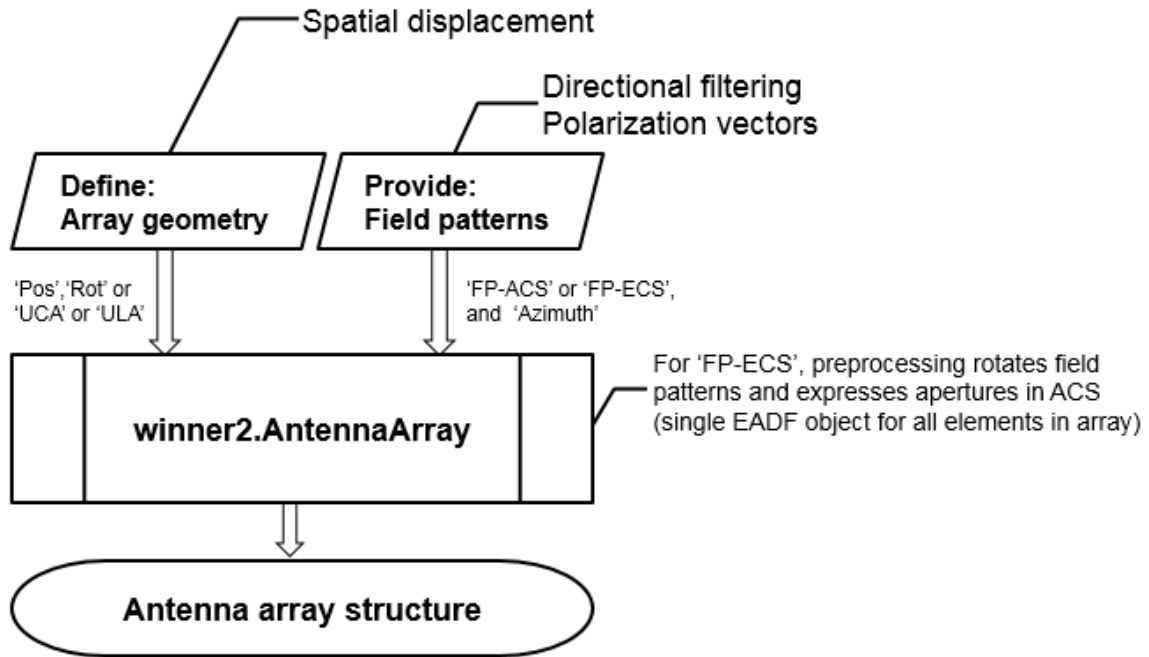 Spatial displacement
Directional filtering
Polarization vectors
Define:
Array geometry
Provide:
Field patterns
‘Pos’,‘Rot’ or
‘UCA’ or ‘ULA’
‘FP-ACS’ or ‘FP-ECS’,
and ‘Azimuth’
winner2.AntennaArray
For ‘FP-ECS’, preprocessing rotates field
patterns and expresses apertures in ACS
(single EADF object for all elements in array)
Antenna array structure